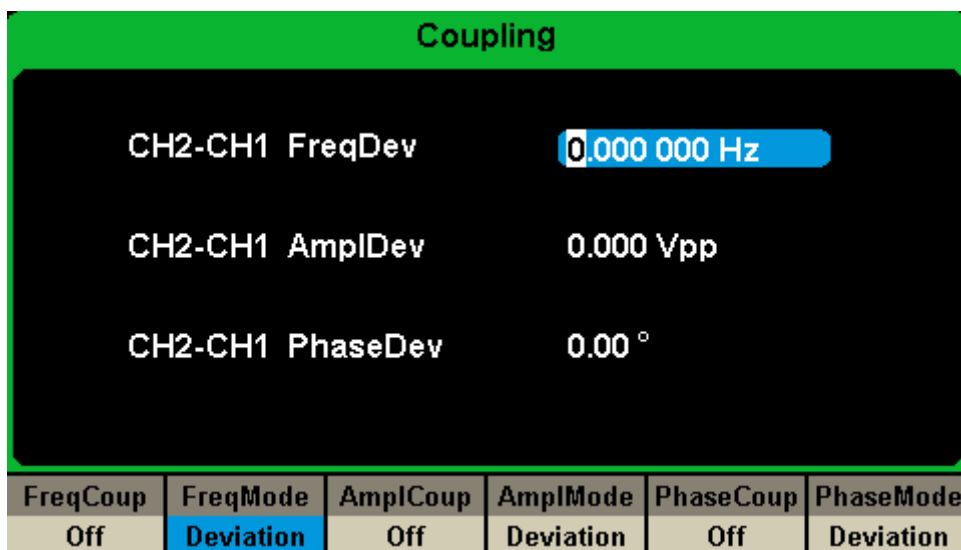 Coupling
CH2-CH1 FreqDev 0.000 000 Hz
CH2-CH1 AmplDev 0.000 Vpp
CH2-CH1 PhaseDev 0.00 °
FreqCoup FreqMode AmplCoup AmplMode PhaseCoup PhaseMode
Off Deviation Off Deviation Off Deviation